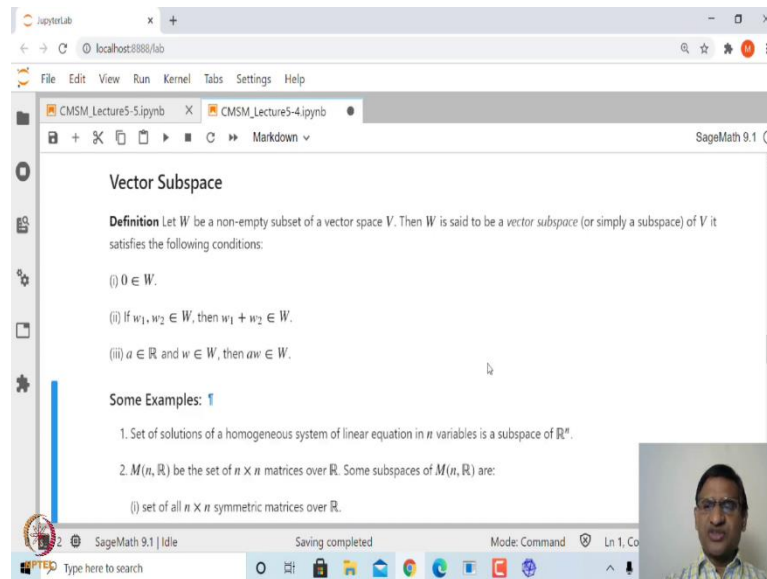 JupyterLab × +
localhost:8888/lab M
File Edit View Run Kernel Tabs Settings Help
CMSM_Lecture5-5.ipynb X CMSM_Lecture5-4.ipynb
Markdown SageMath 9.1
Vector Subspace
Definition Let W be a non-empty subset of a vector space V. Then W is said to be a vector subspace (or simply a subspace) of V it
satisfies the following conditions:
(i) 0 ∈ W.
(ii) If w₁, w₂ ∈ W, then w₁ + w₂ ∈ W.
(iii) a ∈ ℝ and w ∈ W, then aw ∈ W.
Some Examples: ¶
1. Set of solutions of a homogeneous system of linear equation in n variables is a subspace of ℝⁿ.
2. M(n, ℝ) be the set of n × n matrices over ℝ. Some subspaces of M(n, ℝ) are:
(i) set of all n × n symmetric matrices over ℝ.
2 SageMath 9.1 | Idle Saving completed Mode: Command Ln 1, Co
NPTEL Type here to search